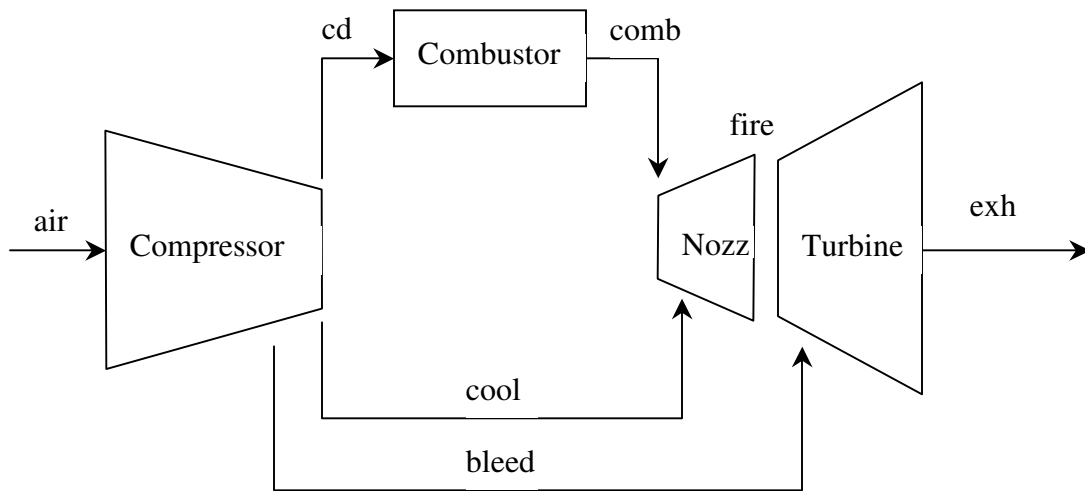 cd
Combustor
comb
fire
air
Compressor
Nozz
Turbine
exh
cool
bleed